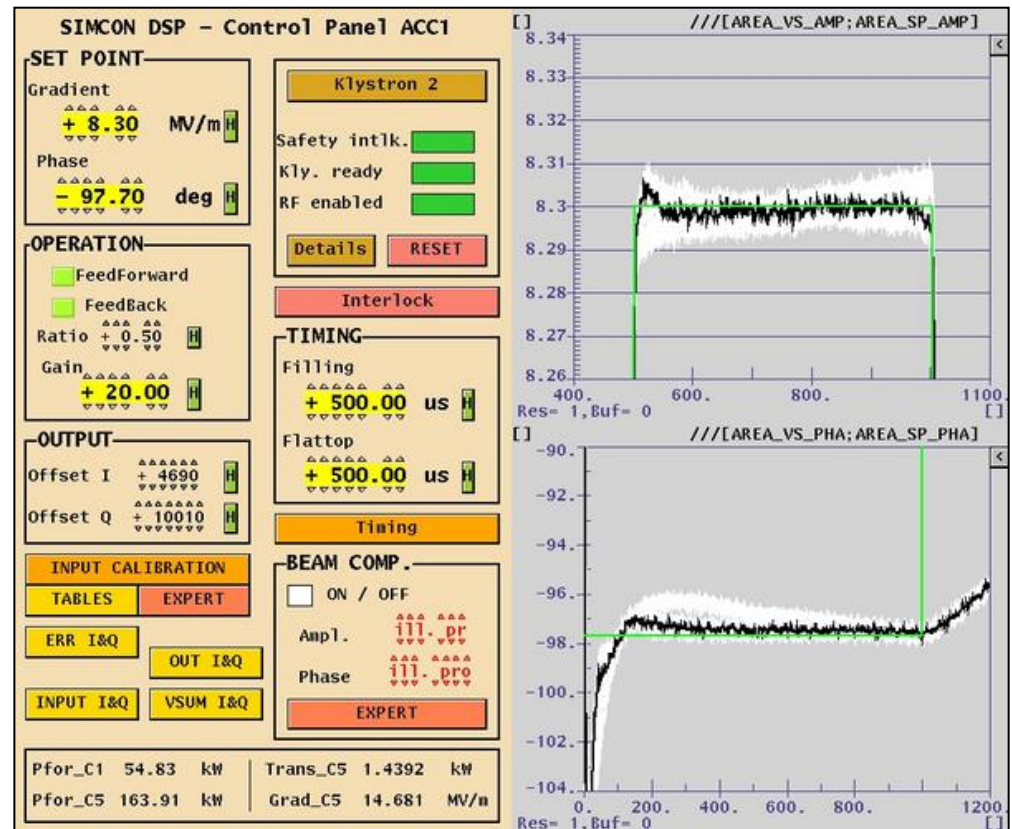 SIMCON DSP - Control Panel ACC1
SET POINT
Gradient
+ 8.30 MV/m H
Phase
- 97.70 deg H
OPERATION
FeedForward
FeedBack
Ratio + 0.50 H
Gain
+ 20.00 H
OUTPUT
Offset I + 4690 H
Offset Q + 10010 H
INPUT CALIBRATION
TABLES EXPERT
ERR I&Q
OUT I&Q
INPUT I&Q VSUM I&Q
Klystron 2
Safety intlk.
Kly. ready
RF enabled
Details RESET
Interlock
TIMING
Filling
+ 500.00 us H
Flattop
+ 500.00 us H
Timing
BEAM COMP.
ON / OFF
Ampl. ill. pr
Phase ill. pro
EXPERT
Pfor_C1 54.83 kW Trans_C5 1.4392 kW
Pfor_C5 163.91 kW Grad_C5 14.681 MV/m
[] ///[AREA_VS_AMP;AREA_SP_AMP]
<
8.34
8.33
8.32
8.31
8.3
8.29
8.28
8.27
8.26
400. 600. 800. 1100.
Res= 1,Buf= 0 []
[] ///[AREA_VS_PHA;AREA_SP_PHA]
<
-90.
-92.
-94.
-96.
-98.
-100.
-102.
-104.
0. 200. 400. 600. 800. 1200.
Res= 1,Buf= 0 []